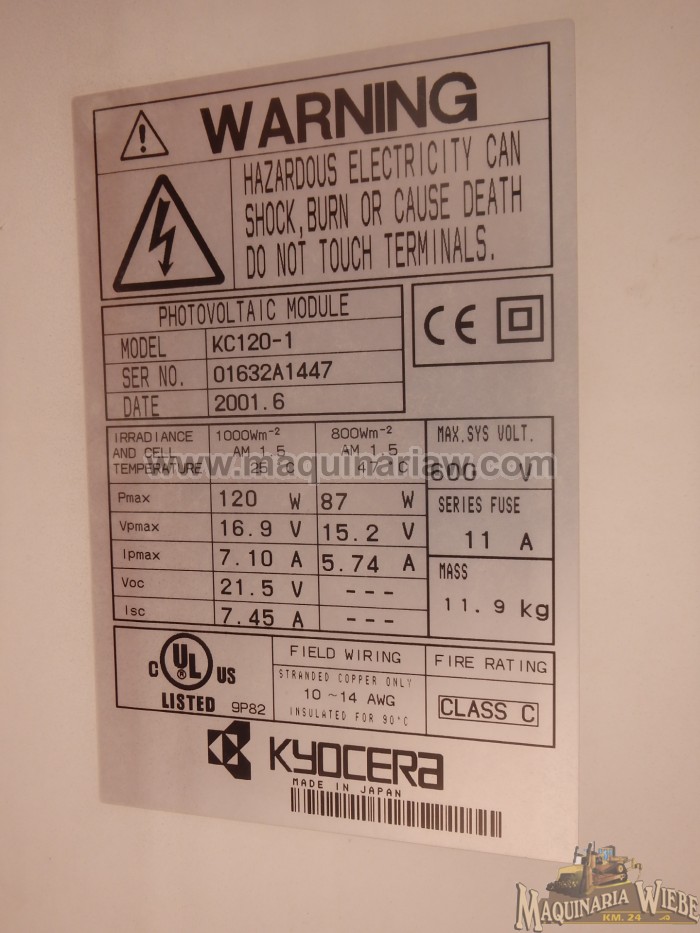 WARNING
HAZARDOUS ELECTRICITY CAN
SHOCK, BURN OR CAUSE DEATH
DO NOT TOUCH TERMINALS.
PHOTOVOLTAIC MODULE
MODEL KC120-1
SER NO. 01632A1447
DATE 2001.6
CE
IRRADIANCE 1000Wm-2 800Wm-2
AND CELL AM 1.5 AM 1.5
TEMPERATURE 25 °C 47 °C
Pmax 120 W 87 W
Vpmax 16.9 V 15.2 V
Ipmax 7.10 A 5.74 A
Voc 21.5 V ---
Isc 7.45 A ---
MAX.SYS VOLT.
600 V
SERIES FUSE
11 A
MASS
11.9 kg
www.maquinariaw.com
C UL ® US
LISTED 9P82
FIELD WIRING
STRANDED COPPER ONLY
10 ~14 AWG
INSULATED FOR 90°C
FIRE RATING
CLASS C
KYOCERA
MADE IN JAPAN
MAQUINARIA WIEBE
KM. 24